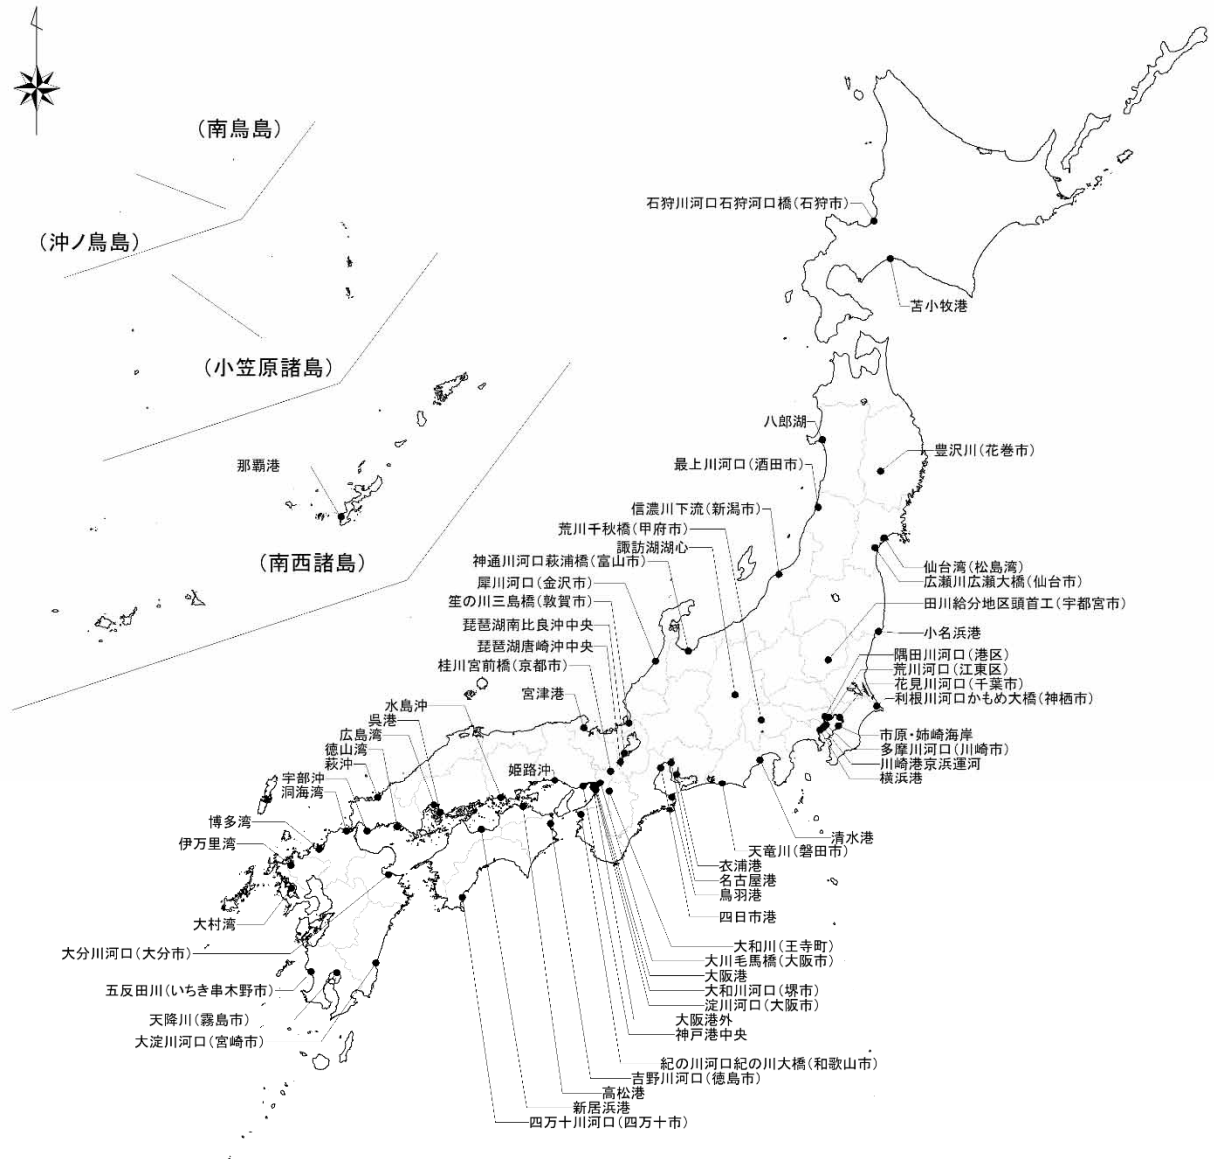 (南鳥島)
(沖ノ鳥島)
(小笠原諸島)
(南西諸島)
那覇港
石狩川河口石狩河口橋(石狩市)
苫小牧港
八郎湖
豊沢川(花巻市)
最上川河口(酒田市)
信濃川下流(新潟市)
荒川千秋橋(甲府市)
諏訪湖湖心
神通川河口萩浦橋(富山市)
犀川河口(金沢市)
笙の川三島橋(敦賀市)
琵琶湖南比良沖中央
琵琶湖唐崎沖中央
桂川宮前橋(京都市)
宮津港
水島沖
呉港
広島湾
徳山湾
萩沖
宇部沖
洞海湾
姫路沖
博多湾
伊万里湾
大村湾
大分川河口(大分市)
五反田川(いちき串木野市)
天降川(霧島市)
大淀川河口(宮崎市)
仙台湾(松島湾)
広瀬川広瀬大橋(仙台市)
田川給分地区頭首工(宇都宮市)
小名浜港
隅田川河口(港区)
荒川河口(江東区)
花見川河口(千葉市)
利根川河口かもめ大橋(神栖市)
市原・姉崎海岸
多摩川河口(川崎市)
川崎港京浜運河
横浜港
清水港
天竜川(磐田市)
衣浦港
名古屋港
鳥羽港
四日市港
大和川(王寺町)
大川毛馬橋(大阪市)
大阪港
大和川河口(堺市)
淀川河口(大阪市)
大阪港外
神戸港中央
紀の川河口紀の川大橋(和歌山市)
吉野川河口(徳島市)
高松港
新居浜港
四万十川河口(四万十市)